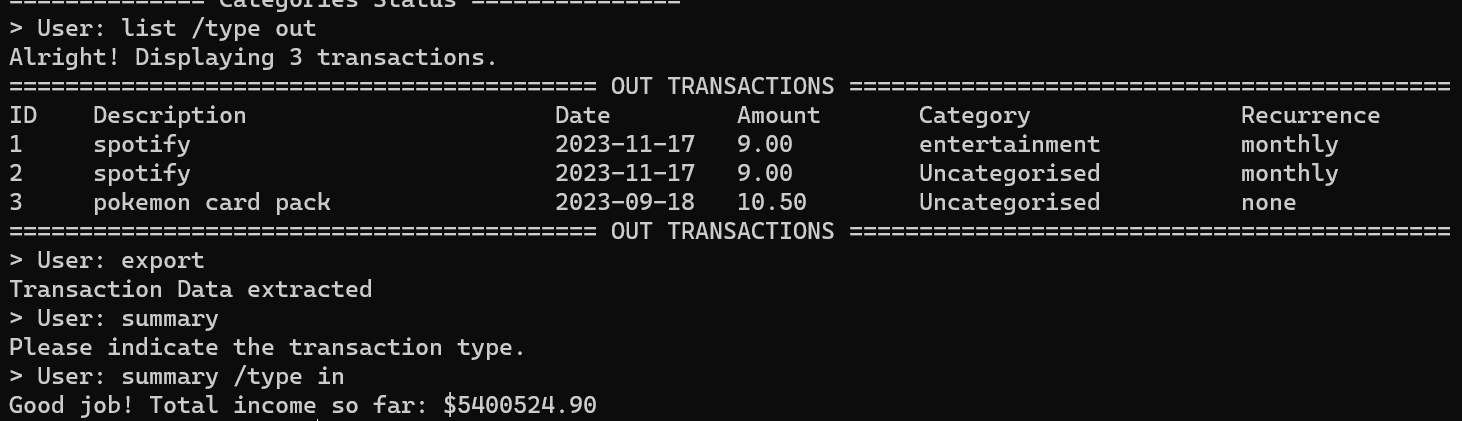 ============== Categories Status ===============
> User: list /type out
Alright! Displaying 3 transactions.
========================================== OUT TRANSACTIONS ===========================================
ID    Description                      Date         Amount       Category               Recurrence
1     spotify                          2023-11-17   9.00         entertainment          monthly
2     spotify                          2023-11-17   9.00         Uncategorised          monthly
3     pokemon card pack                2023-09-18   10.50        Uncategorised          none
========================================== OUT TRANSACTIONS ===========================================
> User: export
Transaction Data extracted
> User: summary
Please indicate the transaction type.
> User: summary /type in
Good job! Total income so far: $5400524.90